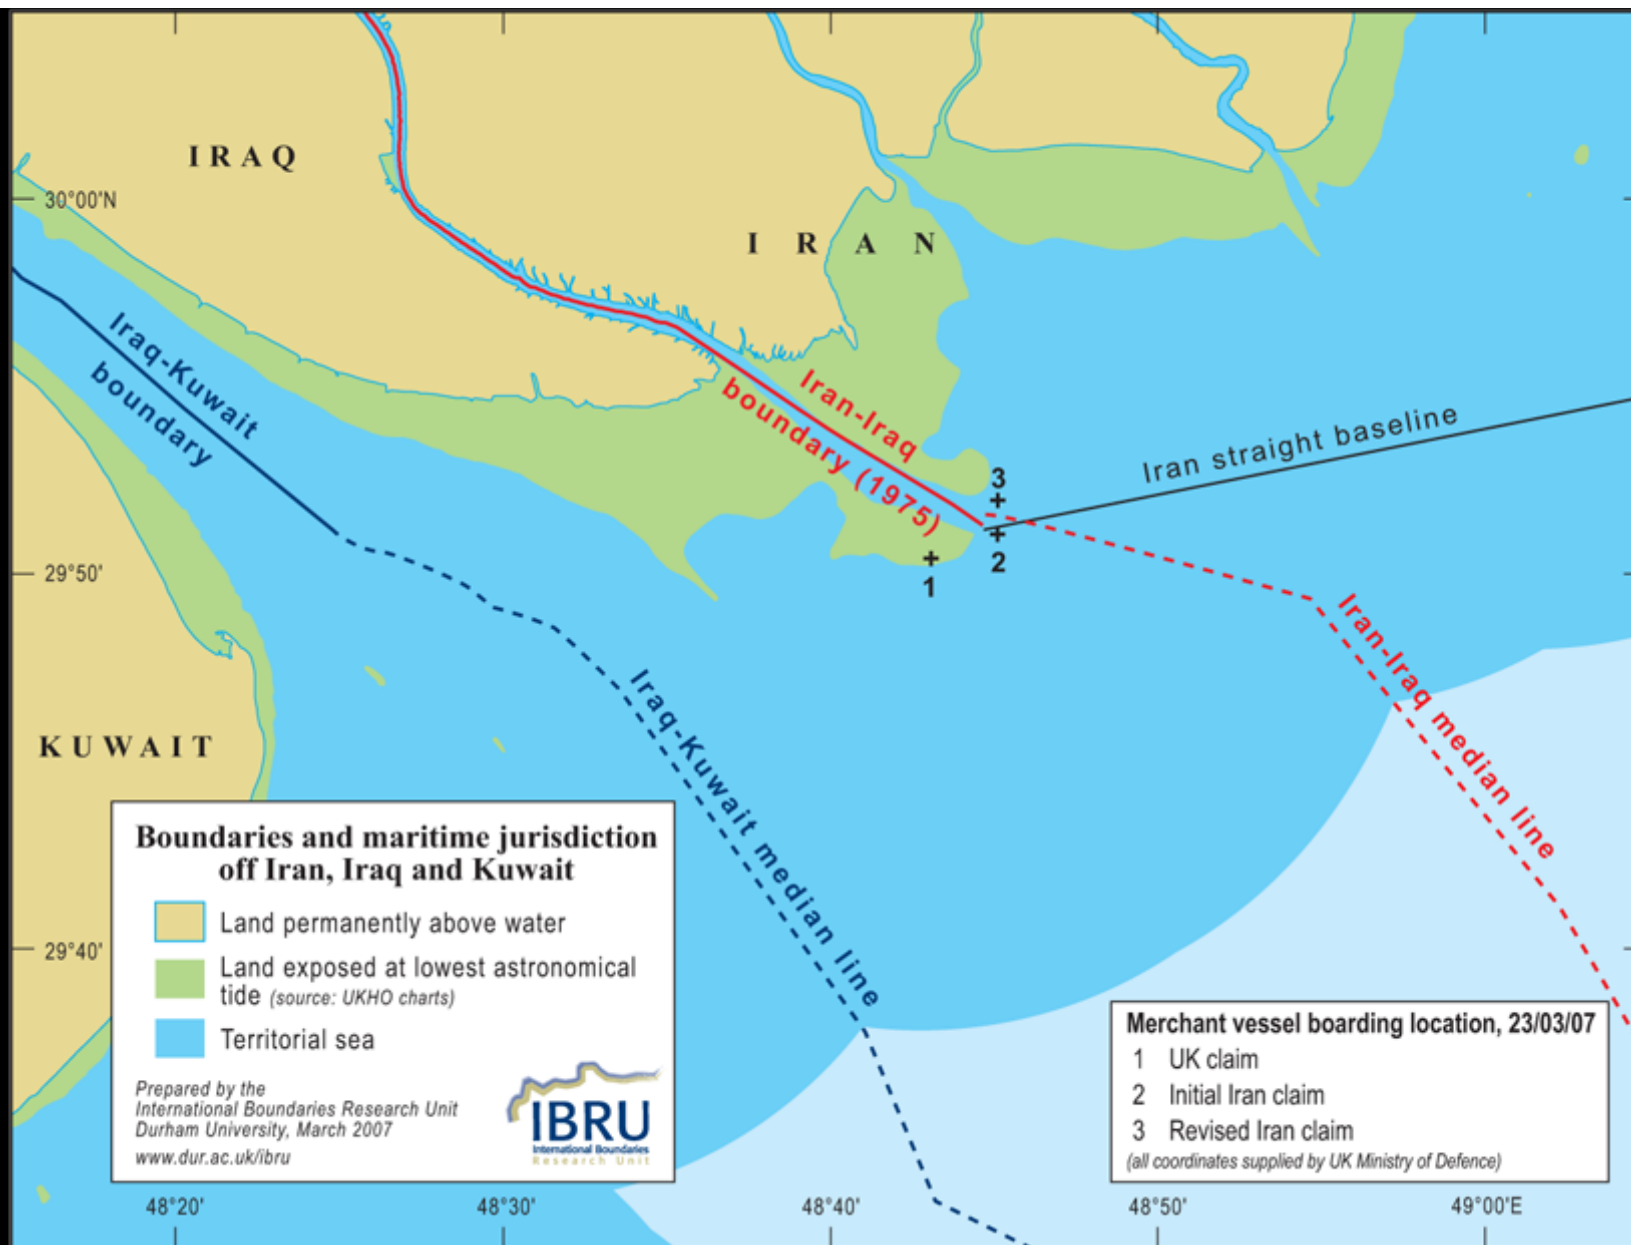 IRAQ
30°00'N
IRAN
Iraq-Kuwait
boundary
Iran-Iraq
boundary (1975)
Iran straight baseline
3
2
1
29°50'
Iran-Iraq median line
Iraq-Kuwait median line
KUWAIT
Boundaries and maritime jurisdiction
off Iran, Iraq and Kuwait
Land permanently above water
Land exposed at lowest astronomical
tide (source: UKHO charts)
Territorial sea
Prepared by the
International Boundaries Research Unit
Durham University, March 2007
www.dur.ac.uk/ibru
IBRU
International Boundaries
Research Unit
29°40'
Merchant vessel boarding location, 23/03/07
1 UK claim
2 Initial Iran claim
3 Revised Iran claim
(all coordinates supplied by UK Ministry of Defence)
48°20'
48°30'
48°40'
48°50'
49°00'E